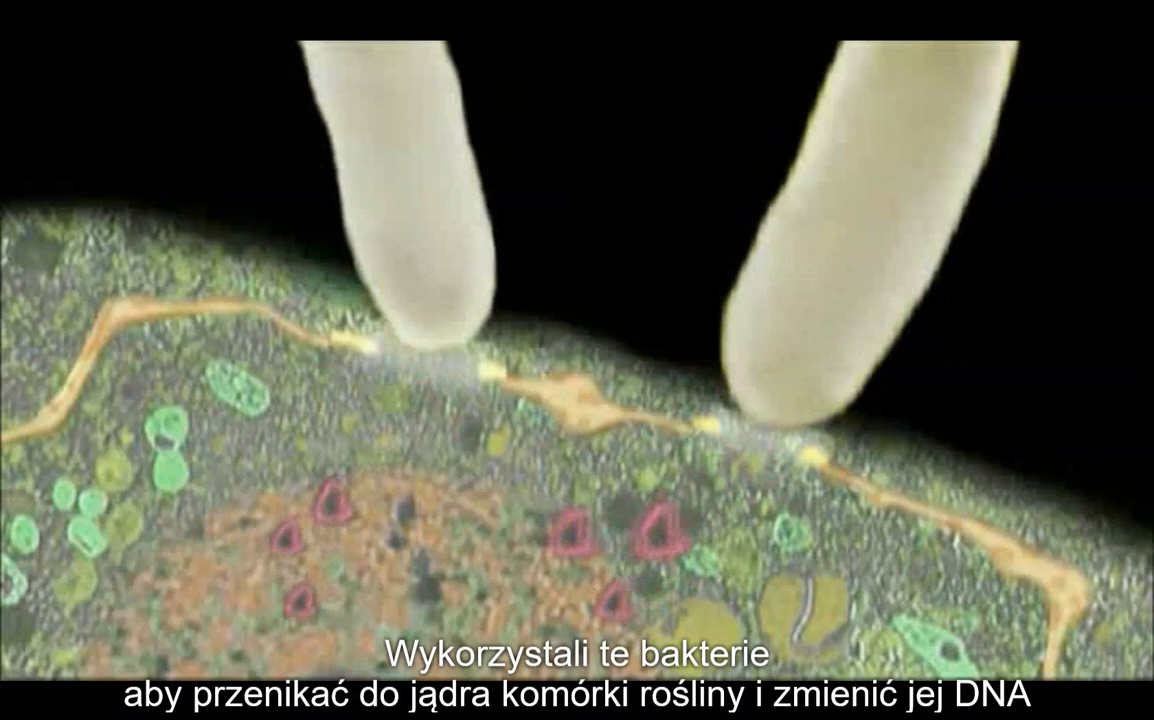 Wykorzystali te bakterie
aby przenikać do jądra komórki rośliny i zmienić jej DNA